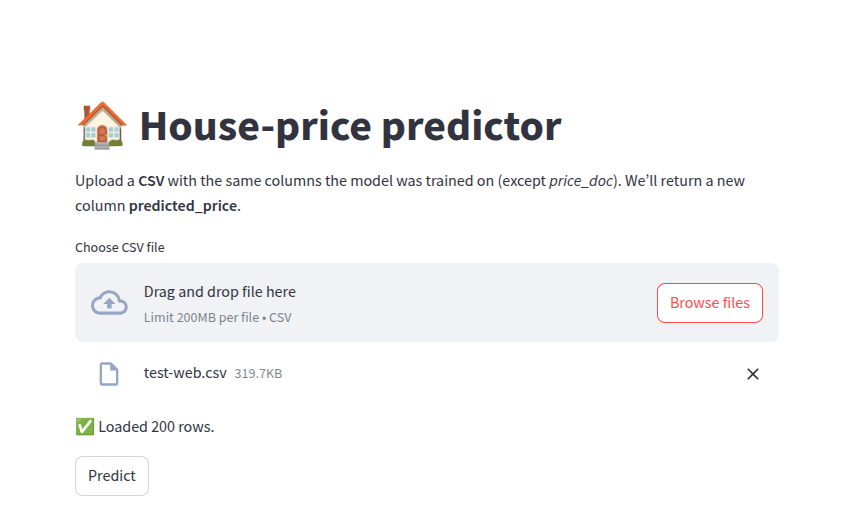 🏠 House-price predictor
Upload a CSV with the same columns the model was trained on (except price_doc). We’ll return a new
column predicted_price.
Choose CSV file
Drag and drop file here
Limit 200MB per file • CSV
Browse files
test-web.csv 319.7KB
✅ Loaded 200 rows.
Predict